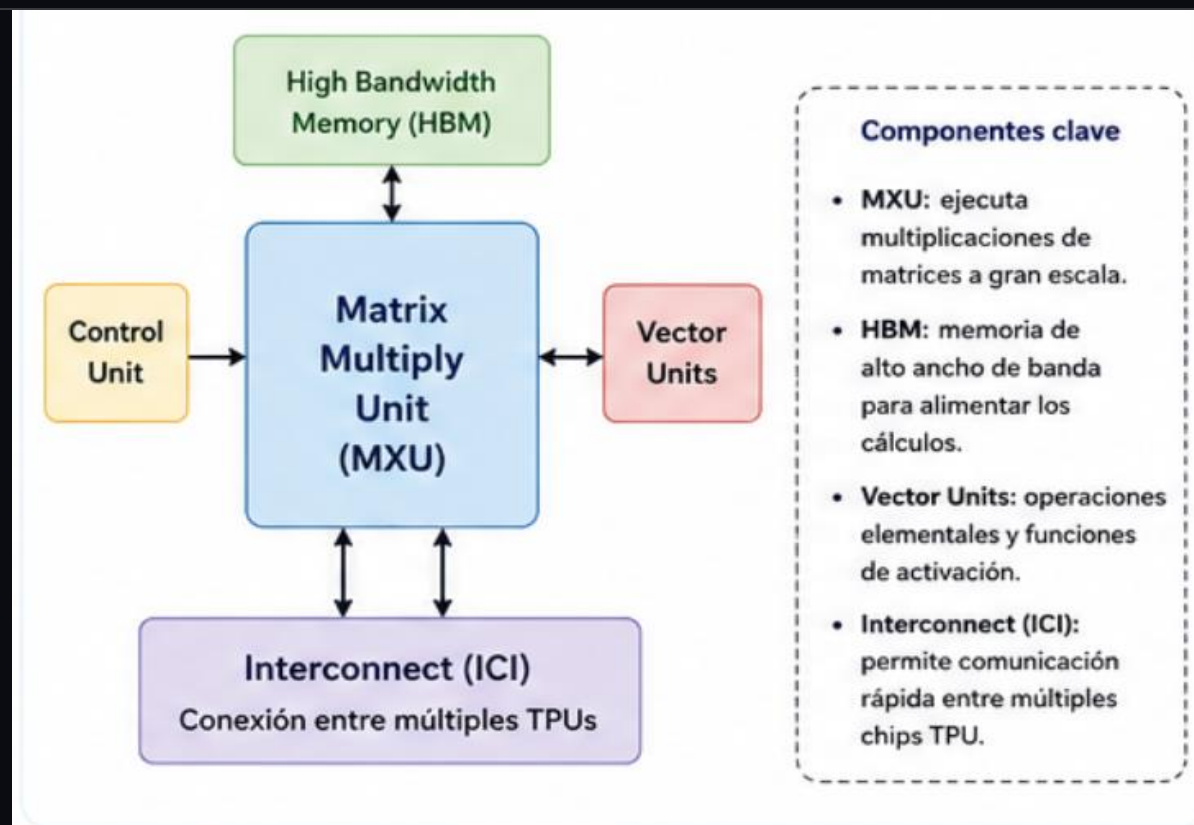 High Bandwidth
Memory (HBM)
Control
Unit
Matrix
Multiply
Unit
(MXU)
Vector
Units
Interconnect (ICI)
Conexión entre múltiples TPUs
Componentes clave
• MXU: ejecuta
multiplicaciones de
matrices a gran escala.
• HBM: memoria de
alto ancho de banda
para alimentar los
cálculos.
• Vector Units: operaciones
elementales y funciones
de activación.
• Interconnect (ICI):
permite comunicación
rápida entre múltiples
chips TPU.